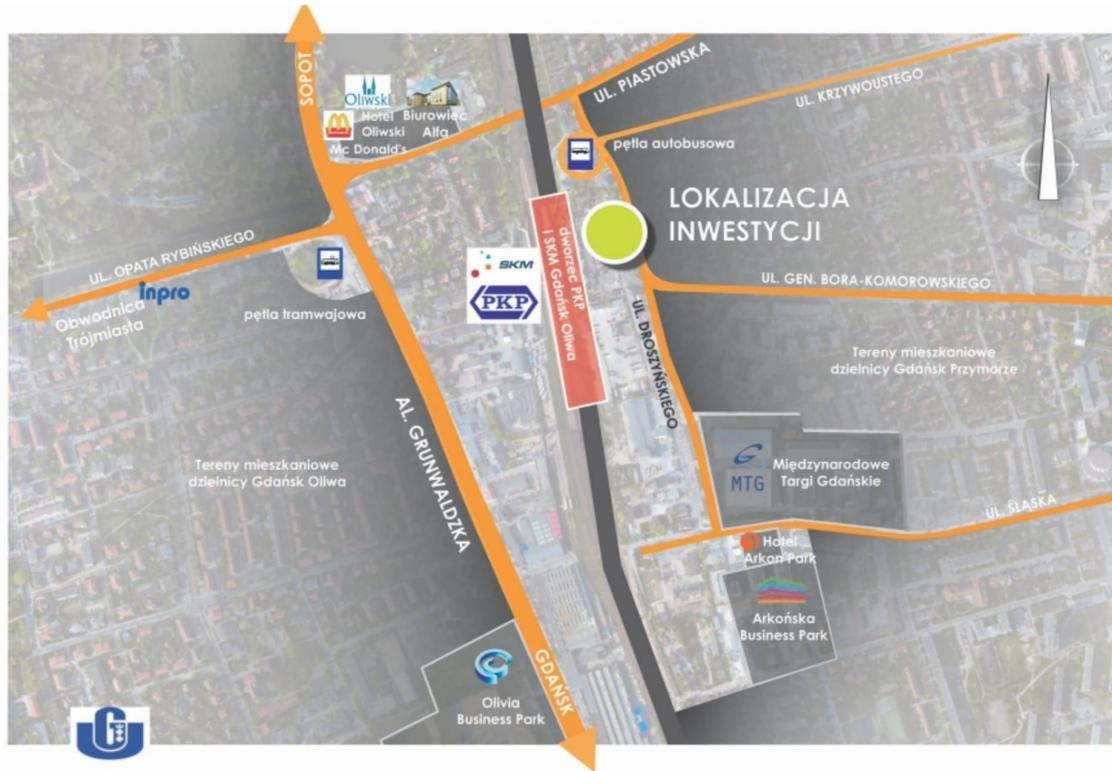 SOPOT
Oliwski
Hotel
Oliwski
Biurowiec
Alfa
Mc Donald's
UL. PIASTOWSKA
UL. KRZYWOUSTEGO
pętla autobusowa
LOKALIZACJA
INWESTYCJI
UL. OPATA RYBIŃSKIEGO
inpro
Obwodnica
Trójmiasta
pętla tramwajowa
SKM
PKP
dworzec PKP
i SKM Gdańsk Oliwa
UL. GEN. BORA-KOMOROWSKIEGO
UL. DROSZYŃSKIEGO
Tereny mieszkaniowe
dzielnicy Gdańsk Przymorze
AL. GRUNWALDZKA
Tereny mieszkaniowe
dzielnicy Gdańsk Oliwa
G
MTG
Międzynarodowe
Targi Gdańskie
UL. ŚLĄSKA
Hotel
Arkon Park
Arkońska
Business Park
Olivia
Business Park
GDAŃSK
UG